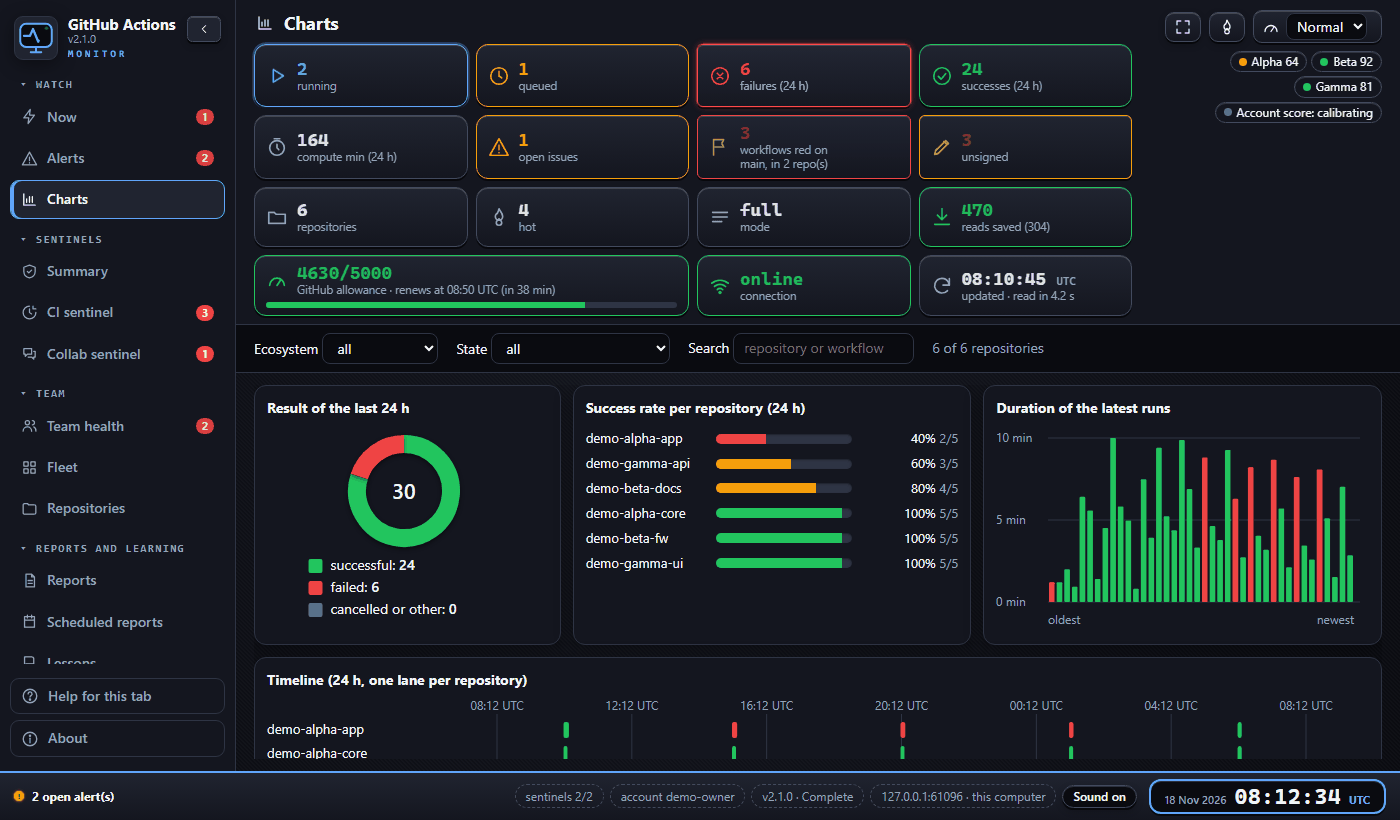 GitHub Actions
v2.1.0
MONITOR
WATCH
Now 1
Alerts 2
Charts
SENTINELS
Summary
CI sentinel 3
Collab sentinel 1
TEAM
Team health 2
Fleet
Repositories
REPORTS AND LEARNING
Reports
Scheduled reports
Lessons
Help for this tab
About
Charts
Normal
Alpha 64 Beta 92
Gamma 81
Account score: calibrating
2
running
1
queued
6
failures (24 h)
24
successes (24 h)
164
compute min (24 h)
1
open issues
3
workflows red on
main, in 2 repo(s)
3
unsigned
6
repositories
4
hot
full
mode
470
reads saved (304)
4630/5000
GitHub allowance · renews at 08:50 UTC (in 38 min)
online
connection
08:10:45 UTC
updated · read in 4.2 s
Ecosystem all State all Search repository or workflow 6 of 6 repositories
Result of the last 24 h
30
successful: 24
failed: 6
cancelled or other: 0
Success rate per repository (24 h)
demo-alpha-app 40% 2/5
demo-gamma-api 60% 3/5
demo-beta-docs 80% 4/5
demo-alpha-core 100% 5/5
demo-beta-fw 100% 5/5
demo-gamma-ui 100% 5/5
Duration of the latest runs
10 min
5 min
0 min
oldest newest
Timeline (24 h, one lane per repository)
08:12 UTC 12:12 UTC 16:12 UTC 20:12 UTC 00:12 UTC 04:12 UTC 08:12 UTC
demo-alpha-app
demo-alpha-core
2 open alert(s)
sentinels 2/2
account demo-owner
v2.1.0 · Complete
127.0.0.1:61096 · this computer
Sound on
18 Nov 2026 08:12:34 UTC